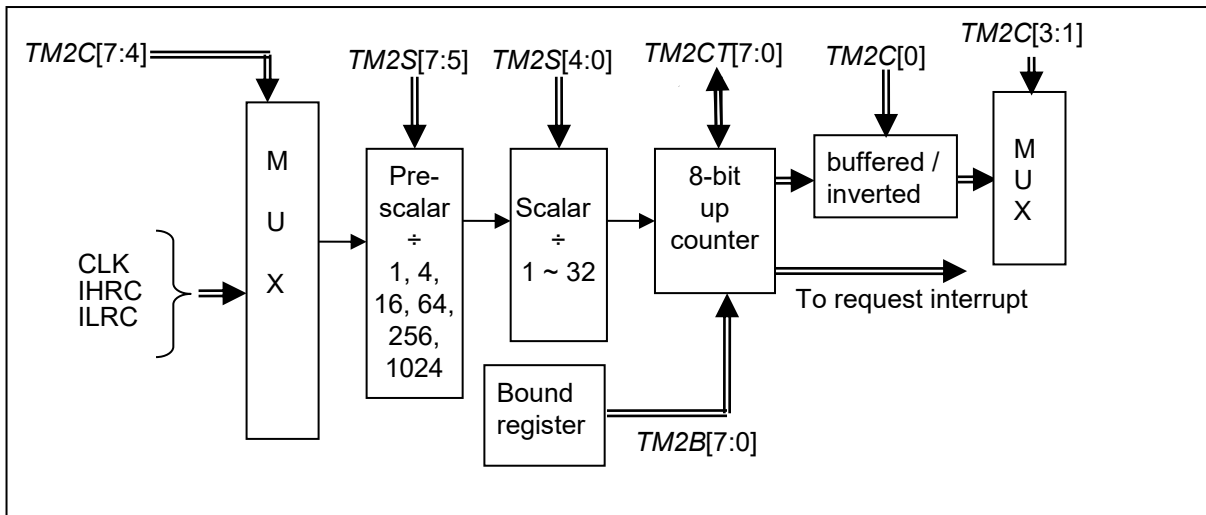 TM2C[7:4]
TM2S[7:5]
TM2S[4:0]
TM2CT[7:0]
TM2C[0]
TM2C[3:1]
CLK
IHRC
ILRC
M
U
X
Pre-
scalar
÷
1, 4,
16, 64,
256,
1024
Scalar
÷
1 ~ 32
8-bit
up
counter
buffered /
inverted
M
U
X
To request interrupt
Bound
register
TM2B[7:0]